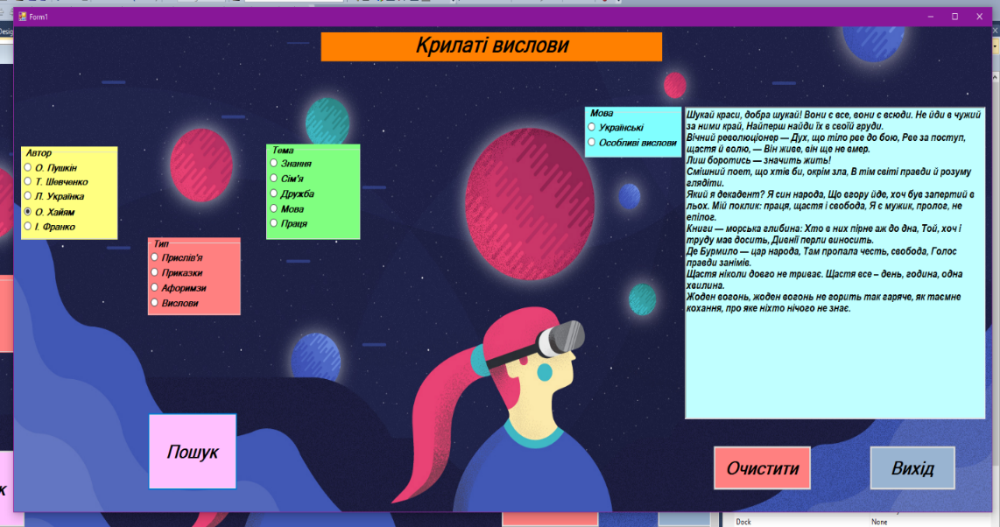 Form1
Desig
Крилаті вислови
Автор
О. Пушкін
Т. Шевченко
Л. Українка
О. Хайям
І. Франко
Тип
Прислів'я
Приказки
Афоризми
Вислови
Тема
Знання
Сім'я
Дружба
Мова
Праця
Мова
Українські
Особливі вислови
Шукай краси, добра шукай! Вони є все, вони є всюди. Не йди в чужий
за ними край, Найперш найди їх в своїй груди.
Вічний революціонер — Дух, що тіло рве до бою, Рве за поступ,
щастя й волю, — Він живе, він ще не вмер.
Лиш боротись — значить жить!
Смішний поет, що хтів би, окрім зла, В тім світі правди й розуму
глядіти.
Який я декадент? Я син народа, Що вгору йде, хоч був запертий в
льох. Мій поклик: праця, щастя і свобода, Я є мужик, пролог, не
епілог.
Книги — морська глибина: Хто в них пірне аж до дна, Той, хоч і
труду мав досить, Дивнії перли виносить.
Де Бурмило — цар народа, Там пропала честь, свобода, Голос
правди занімів.
Щастя ніколи довго не триває. Щастя все – день, година, одна
хвилина.
Жоден вогонь, жоден вогонь не горить так гаряче, як таємне
кохання, про яке ніхто нічого не знає.
Пошук
Очистити
Вихід
к
Dock
None